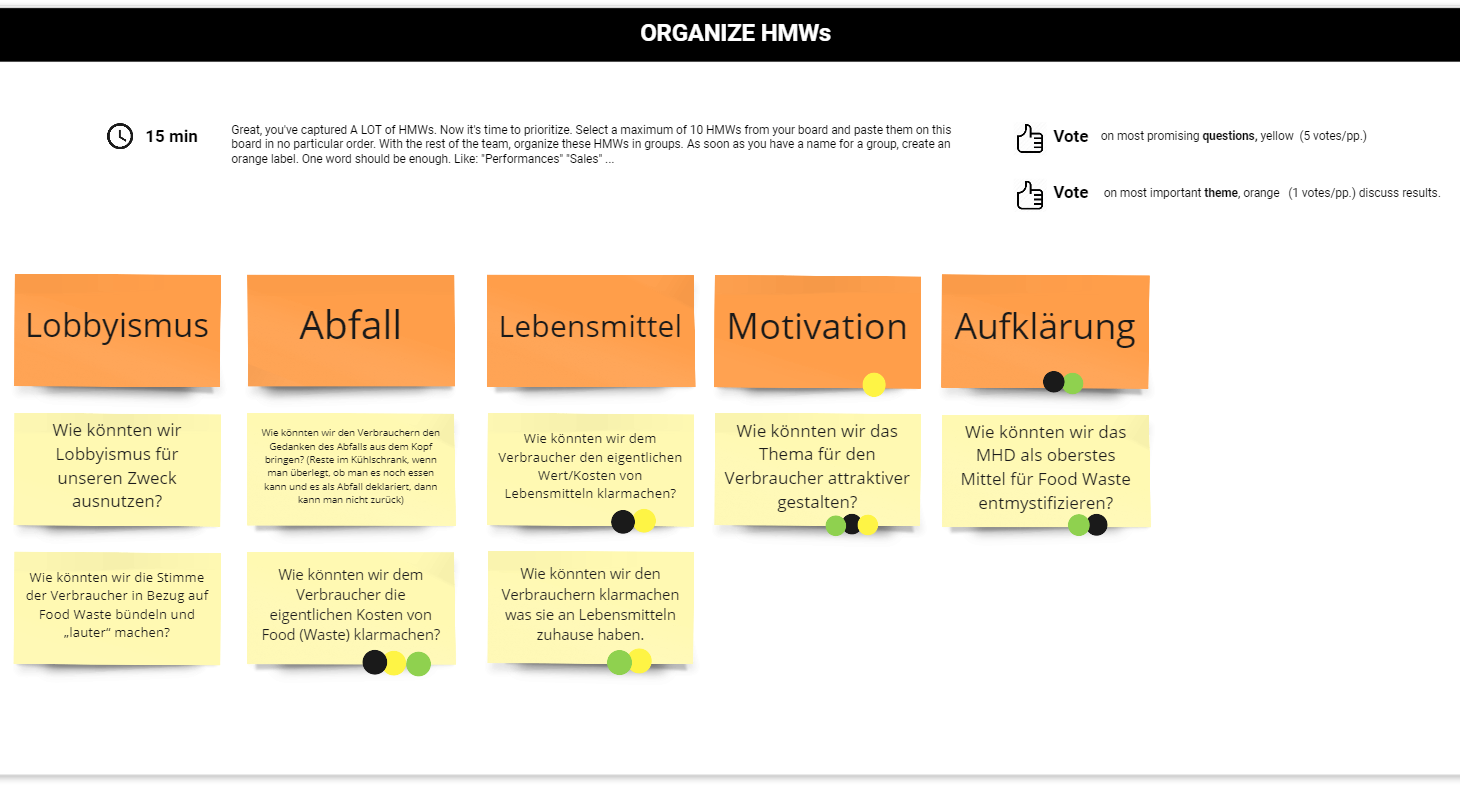 ORGANIZE HMWs
15 min
Great, you've captured A LOT of HMWs. Now it's time to prioritize. Select a maximum of 10 HMWs from your board and paste them on this
board in no particular order. With the rest of the team, organize these HMWs in groups. As soon as you have a name for a group, create an
orange label. One word should be enough. Like: "Performances" "Sales" ...
Vote on most promising questions, yellow (5 votes/pp.)
Vote on most important theme, orange (1 votes/pp.) discuss results.
Lobbyismus
Abfall
Lebensmittel
Motivation
Aufklärung
Wie könnten wir
Lobbyismus für
unseren Zweck
ausnutzen?
Wie könnten wir den Verbrauchern den
Gedanken des Abfalls aus dem Kopf
bringen? (Reste im Kühlschrank, wenn
man überlegt, ob man es noch essen
kann und es als Abfall deklariert, dann
kann man nicht zurück)
Wie könnten wir dem
Verbraucher den eigentlichen
Wert/Kosten von
Lebensmitteln klarmachen?
Wie könnten wir das
Thema für den
Verbraucher attraktiver
gestalten?
Wie könnten wir das
MHD als oberstes
Mittel für Food Waste
entmystifizieren?
Wie könnten wir die Stimme
der Verbraucher in Bezug auf
Food Waste bündeln und
„lauter“ machen?
Wie könnten wir dem
Verbraucher die
eigentlichen Kosten von
Food (Waste) klarmachen?
Wie könnten wir den
Verbrauchern klarmachen
was sie an Lebensmitteln
zuhause haben.